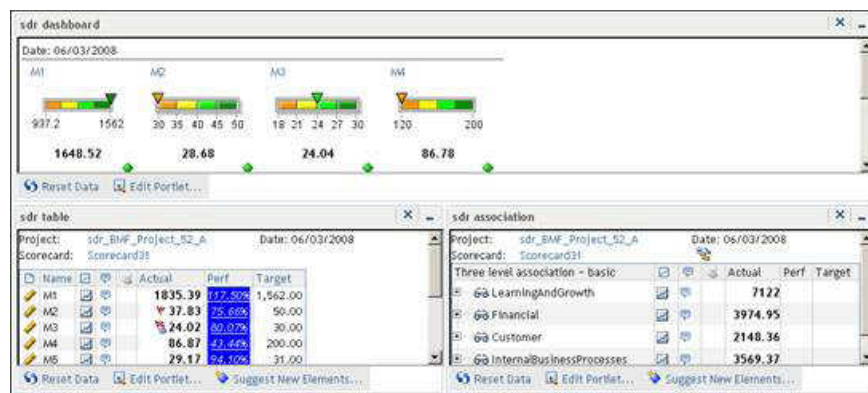 sdr dashboard
Date: 06/03/2008
M1 M2 M3 M4
937.2 1562 30 35 40 45 50 18 21 24 27 30 120 200
1648.52 28.68 24.04 86.78
Reset Data Edit Portlet...
sdr table
Project: sdr_BMF_Project_52_A Date: 06/03/2008
Scorecard: Scorecard31
Name Actual Perf Target
M1 1835.39 117.50% 1,562.00
M2 37.83 75.66% 50.00
M3 24.02 80.07% 30.00
M4 86.87 43.44% 200.00
M5 29.17 94.10% 31.00
Reset Data Edit Portlet... Suggest New Elements...
sdr association
Project: sdr_BMF_Project_52_A Date: 06/03/2008
Scorecard: Scorecard31
Three level association - basic Actual Perf Target
LearningAndGrowth 7122
Financial 3974.95
Customer 2148.36
InternalBusinessProcesses 3569.37
Reset Data Edit Portlet... Suggest New Elements...